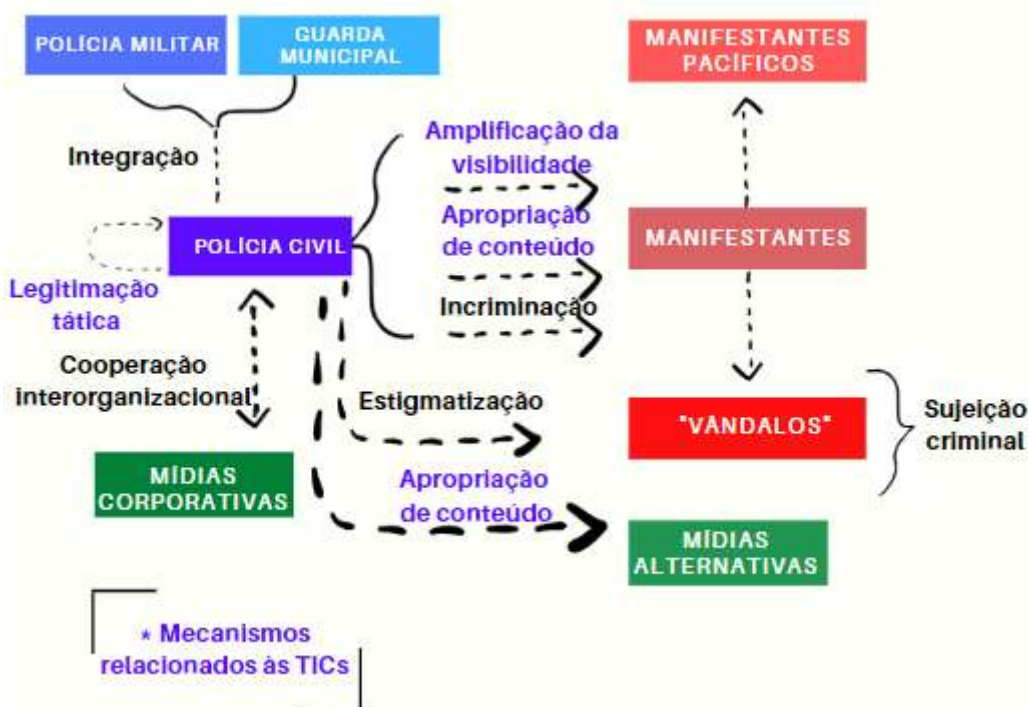 POLÍCIA MILITAR
GUARDA
MUNICIPAL
MANIFESTANTES
PACÍFICOS
Integração
Amplificação da
visibilidade
Apropriação
de conteúdo
Incriminação
POLÍCIA CIVIL
MANIFESTANTES
Legitimação
tática
Cooperação
interorganizacional
Estigmatização
"VÂNDALOS"
Sujeição
criminal
MÍDIAS
CORPORATIVAS
Apropriação
de conteúdo
MÍDIAS
ALTERNATIVAS
* Mecanismos
relacionados às TICs